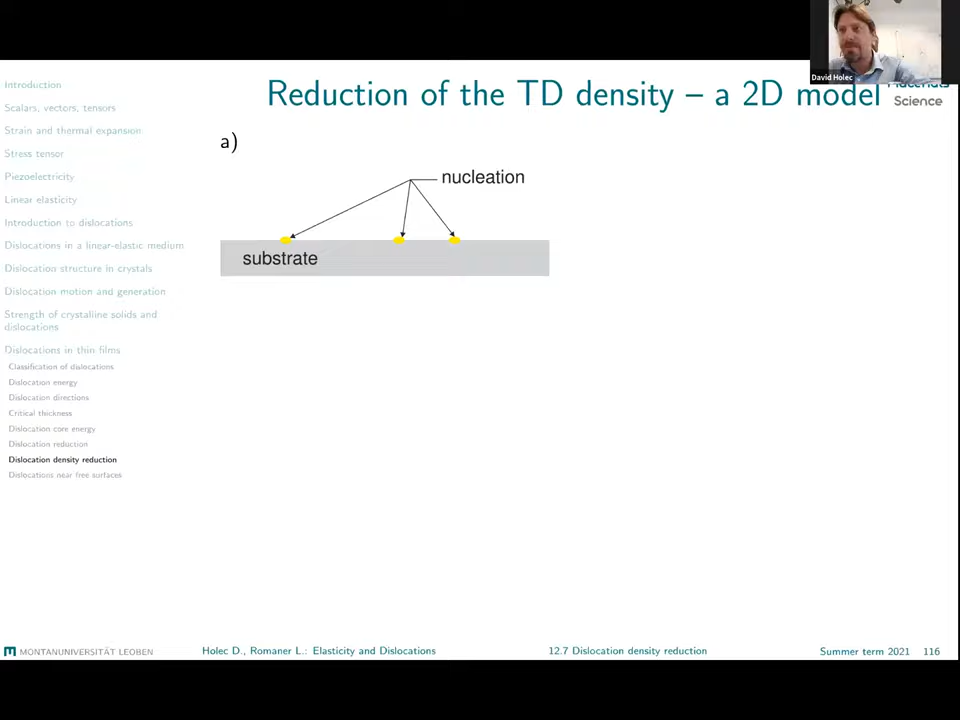 Reduction of the TD density – a 2D model
David Holec
Science
Introduction
Scalars, vectors, tensors
Strain and thermal expansion
Stress tensor
Piezoelectricity
Linear elasticity
Introduction to dislocations
Dislocations in a linear-elastic medium
Dislocation structure in crystals
Dislocation motion and generation
Strength of crystalline solids and
dislocations
Dislocations in thin films
Classification of dislocations
Dislocation energy
Dislocation directions
Critical thickness
Dislocation core energy
Dislocation reduction
Dislocation density reduction
Dislocations near free surfaces
a)
nucleation
substrate
MONTANUNIVERSITÄT LEOBEN
Holec D., Romaner L.: Elasticity and Dislocations
12.7 Dislocation density reduction
Summer term 2021 116